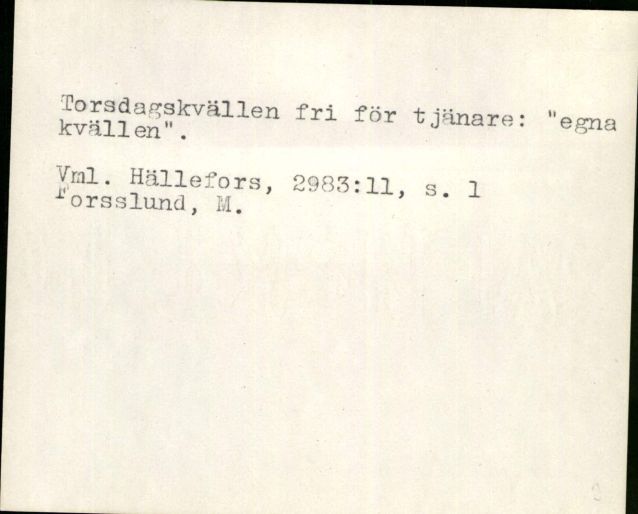 Torsdagskvällen fri för tjänare: "egna
kvällen".
Vml. Hällefors, 2983:11, s. 1
Forsslund, M.